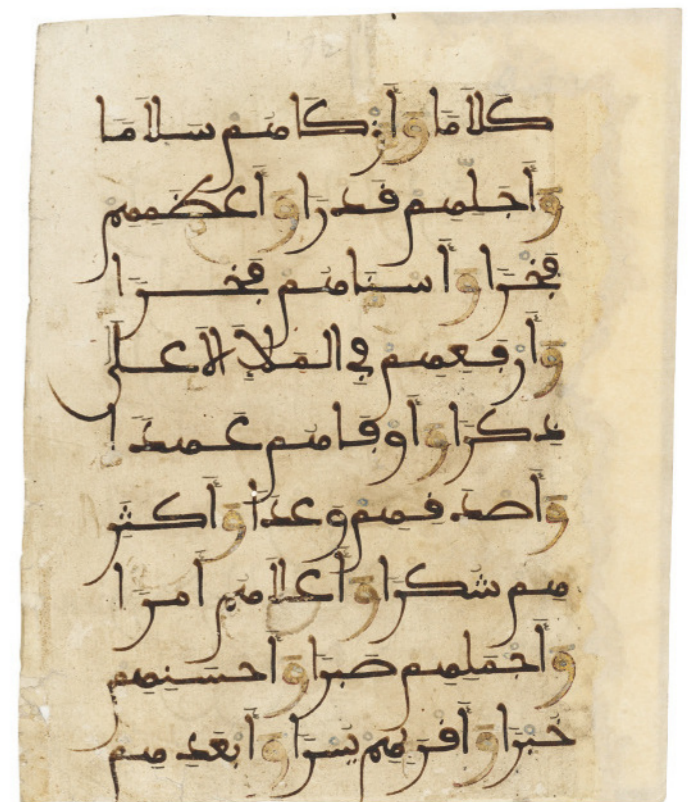 كلاما وأزكاهم سلاما
وأجلهم قدرا وأعظمهم
فخرا وأسناهم فخرا
وأرفعهم في الملإ الأعلى
ذكرا وأوفاهم عهدا
وأصدقهم وعدا وأكثر
هم شكرا وأعلاهم أمرا
وأجملهم صبرا وأحسنهم
خيرا وأقربهم يسرا وأبعدهم